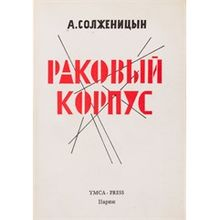 А. СОЛЖЕНИЦЫН
РАКОВЫЙ
КОРПУС
YMCA - PRESS
Париж